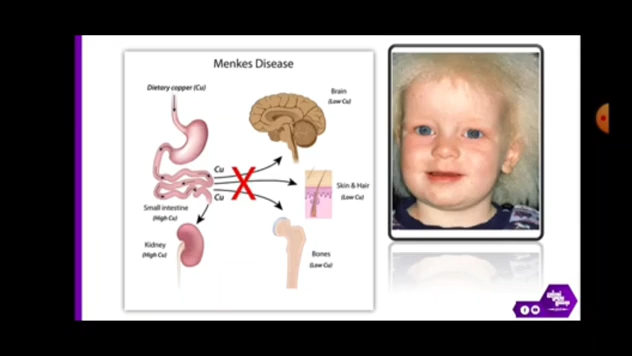 Menkes Disease
Dietary copper (Cu)
Brain
(Low Cu)
Cu
Cu
Skin & Hair
(Low Cu)
Small intestine
(High Cu)
Kidney
(High Cu)
Bones
(Low Cu)